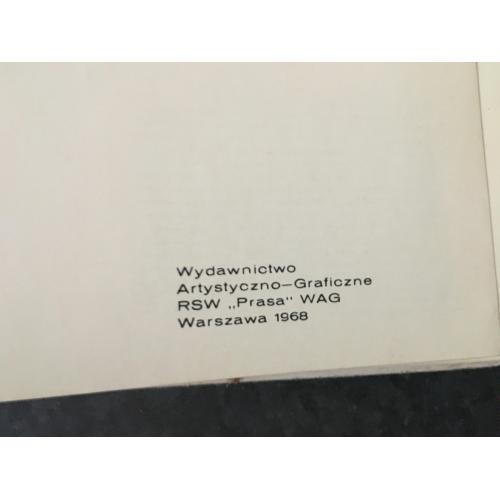 Wydawnictwo
Artystyczno–Graficzne
RSW „Prasa“ WAG
Warszawa 1968